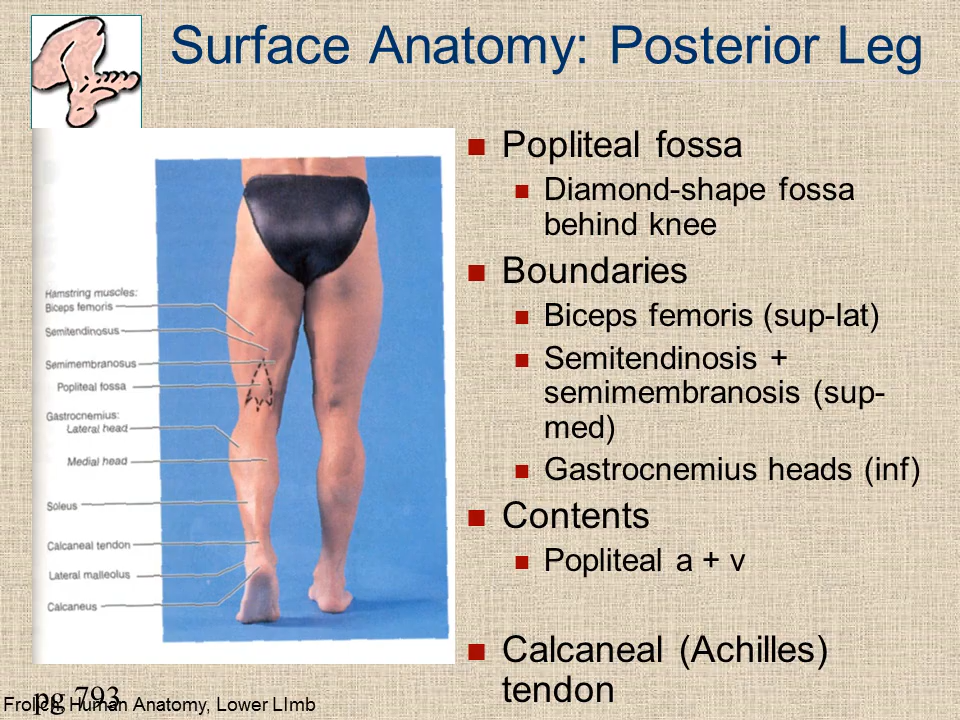 Surface Anatomy: Posterior Leg
Hamstring muscles:
Biceps femoris
Semitendinosus
Semimembranosus
Popliteal fossa
Gastrocnemius:
Lateral head
Medial head
Soleus
Calcaneal tendon
Lateral malleolus
Calcaneus
Popliteal fossa
Diamond-shape fossa
behind knee
Boundaries
Biceps femoris (sup-lat)
Semitendinosis +
semimembranosis (sup-
med)
Gastrocnemius heads (inf)
Contents
Popliteal a + v
Calcaneal (Achilles)
tendon
pg 793
Frolich, Human Anatomy, Lower LImb